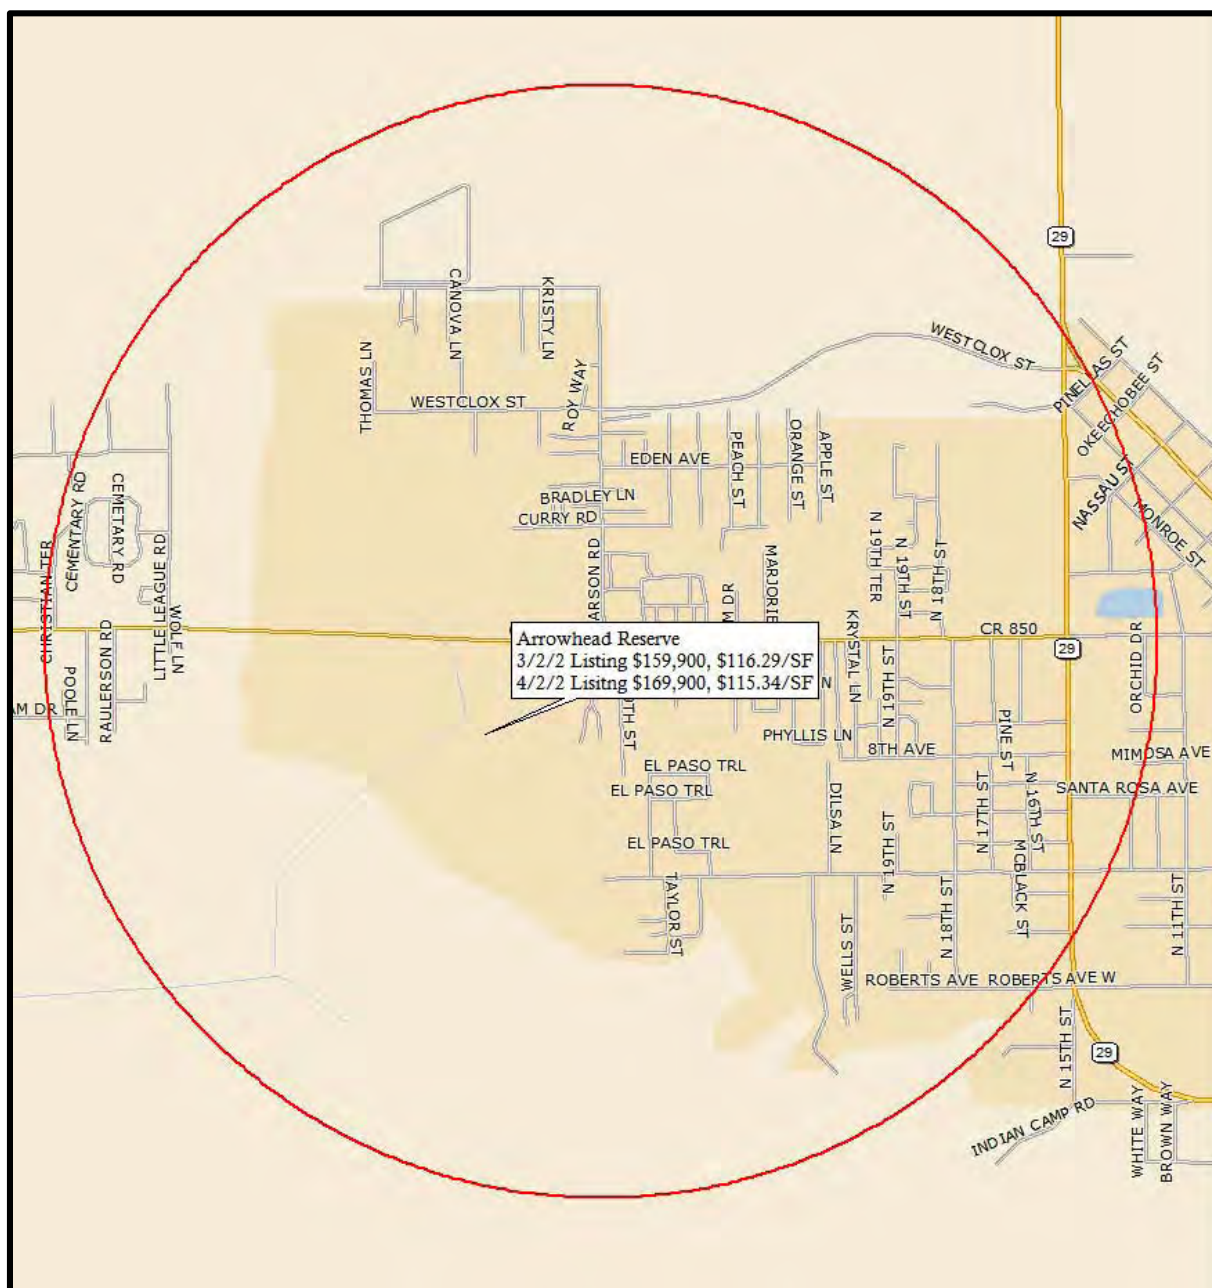 29
WESTCLOX ST
PINELLAS ST
OKEECHOBEE ST
CANOVA LN
KRISTY LN
THOMAS LN
ROY WAY
WESTCLOX ST
PEACH ST
ORANGE ST
APPLE ST
EDEN AVE
NASSAU ST
MONROE ST
BRADLEY LN
CURRY RD
CEMENTARY RD
CEMETARY RD
CHRISTIAN TER
LITTLE LEAGUE RD
WOLF LN
ARSON RD
MARJORIE
M DR
N 19TH TER
N 19TH ST
N 18TH ST
KRYSTAL LN
CR 850
29
ORCHID DR
Arrowhead Reserve
3/2/2 Listing $159,900, $116.29/SF
4/2/2 Lisitng $169,900, $115.34/SF
RAULERSON RD
POOLE LN
AM DR
N
N 19TH ST
PHYLLIS LN
8TH AVE
PINE ST
MIMOSA AVE
EL PASO TRL
EL PASO TRL
SANTA ROSA AVE
DILSA LN
N 17TH ST
N 16TH ST
EL PASO TRL
N 19TH ST
MCBLACK ST
TAYLOR ST
WELLS ST
N 18TH ST
N 11TH ST
ROBERTS AVE
ROBERTS AVE W
N 15TH ST
29
INDIAN CAMP RD
WHITE WAY
BROWN WAY